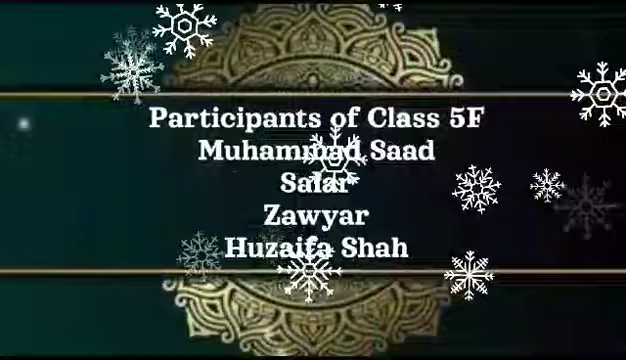 Participants of Class 5F
Muhammad Saad
Salar
Zawyar
Huzaifa Shah